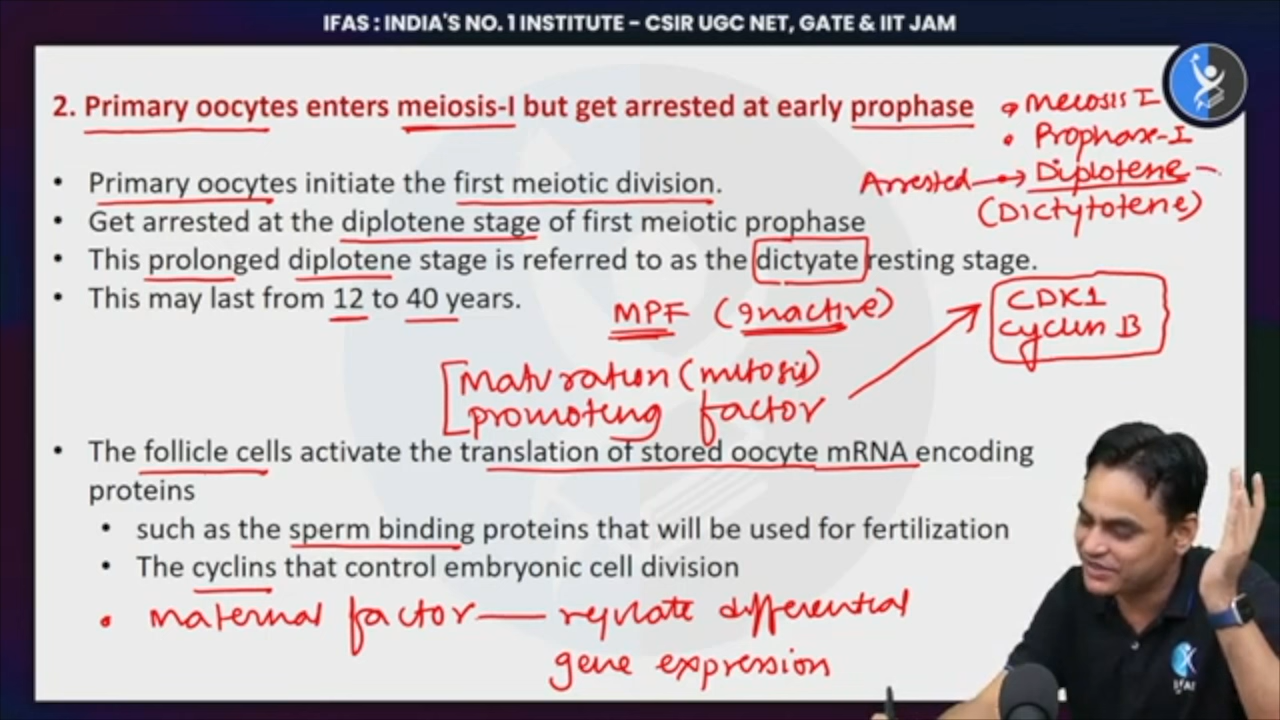 IFAS : INDIA'S NO. 1 INSTITUTE – CSIR UGC NET, GATE & IIT JAM
2. Primary oocytes enters meiosis-I but get arrested at early prophase
• Meiosis I
• Prophase-I
Arrested → Diplotene –
(Dictytotene)
• Primary oocytes initiate the first meiotic division.
• Get arrested at the diplotene stage of first meiotic prophase
• This prolonged diplotene stage is referred to as the dictyate resting stage.
• This may last from 12 to 40 years.
MPF (inactive)
CDK1
cyclin B
Maturation (mitosis)
promoting factor
• The follicle cells activate the translation of stored oocyte mRNA encoding
proteins
• such as the sperm binding proteins that will be used for fertilization
• The cyclins that control embryonic cell division
• maternal factor — regulate differential
gene expression
IFAS